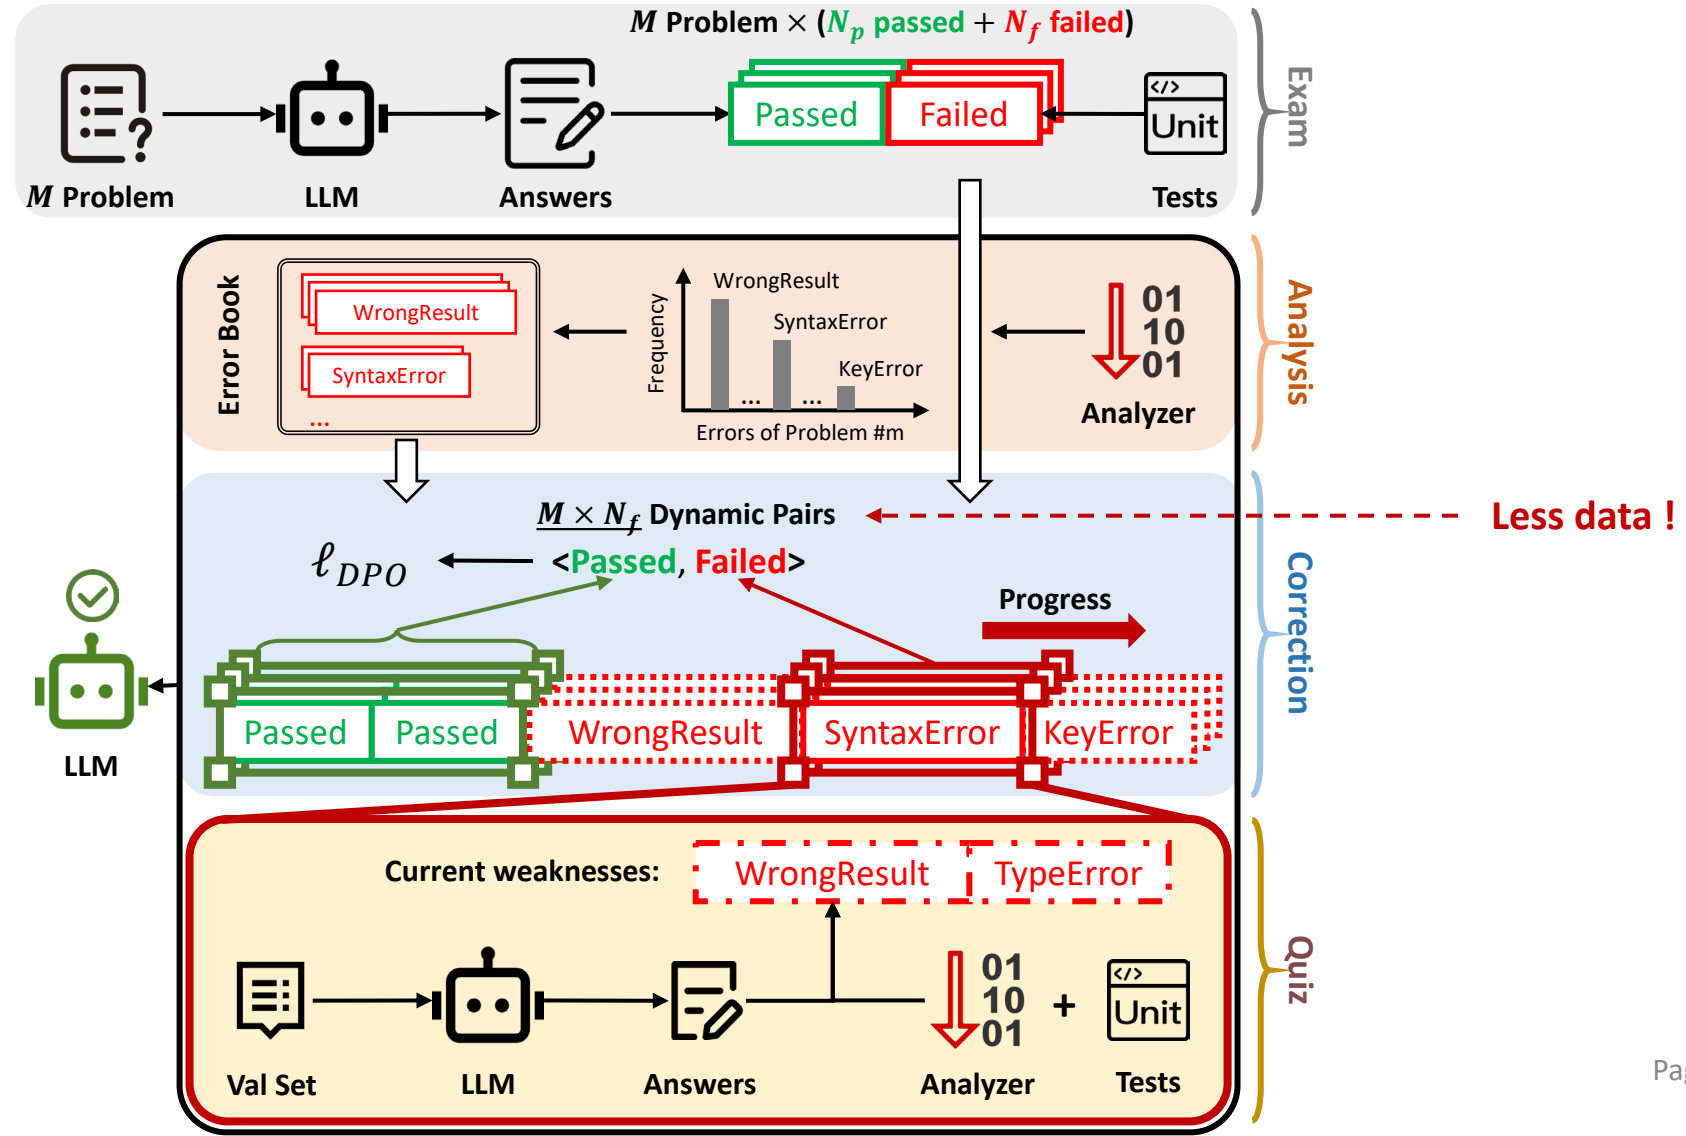 M Problem × (Np passed + Nf failed)
Passed
Failed
</>
Unit
M Problem
LLM
Answers
Tests
Exam
Error Book
WrongResult
SyntaxError
...
Frequency
WrongResult
SyntaxError
KeyError
... ...
Errors of Problem #m
01
10
01
Analyzer
Analysis
M × Nf Dynamic Pairs
Less data !
ℓDPO
<Passed, Failed>
Progress
Passed
Passed
WrongResult
SyntaxError
KeyError
LLM
Correction
Current weaknesses:
WrongResult
TypeError
01
10
01
+
</>
Unit
Val Set
LLM
Answers
Analyzer
Tests
Quiz